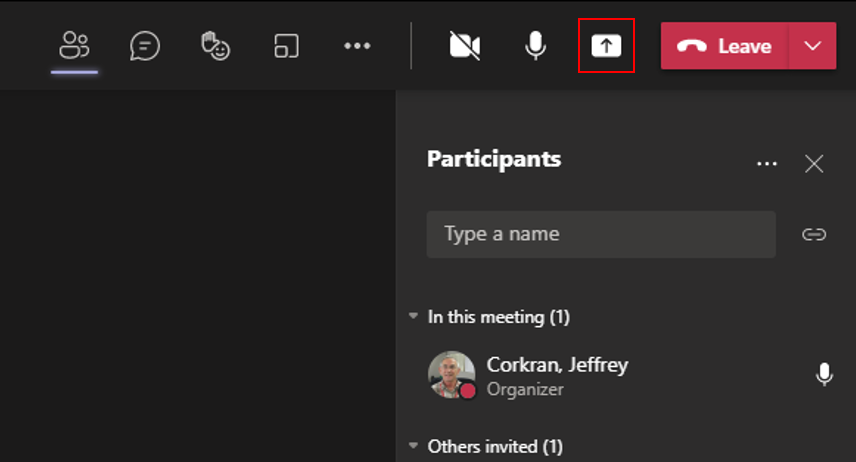 Leave
Participants
Type a name
In this meeting (1)
Corkran, Jeffrey
Organizer
Others invited (1)